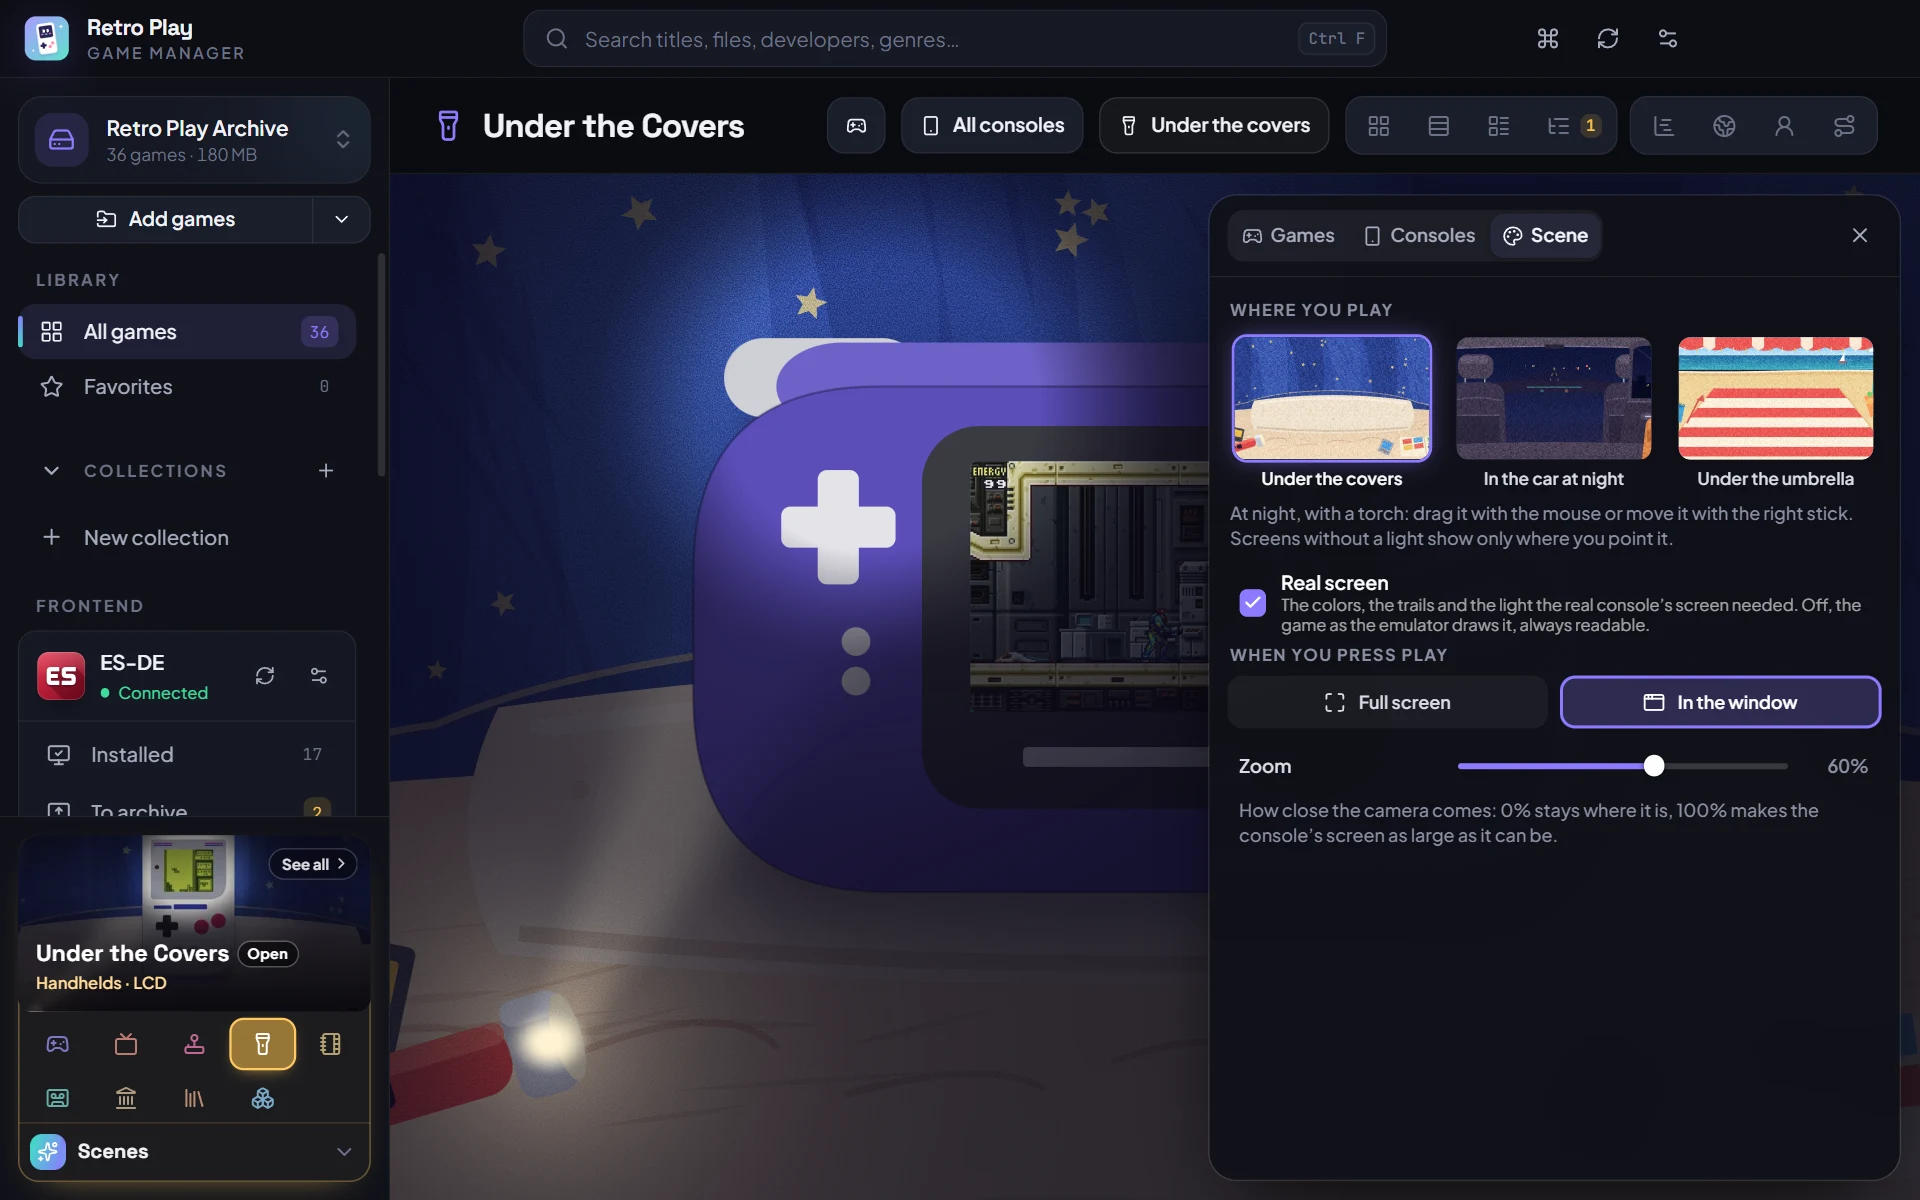 Retro Play
GAME MANAGER
Search titles, files, developers, genres...
Ctrl F
Retro Play Archive
36 games · 180 MB
Add games
LIBRARY
All games
36
Favorites
0
COLLECTIONS
New collection
FRONTEND
ES
ES-DE
Connected
Installed
17
To archive
2
See all
Under the Covers
Open
Handhelds · LCD
Scenes
Under the Covers
All consoles
Under the covers
1
ENERGY
99
Games
Consoles
Scene
WHERE YOU PLAY
Under the covers
In the car at night
Under the umbrella
At night, with a torch: drag it with the mouse or move it with the right stick.
Screens without a light show only where you point it.
Real screen
The colors, the trails and the light the real console's screen needed. Off, the
game as the emulator draws it, always readable.
WHEN YOU PRESS PLAY
Full screen
In the window
Zoom
60%
How close the camera comes: 0% stays where it is, 100% makes the
console's screen as large as it can be.